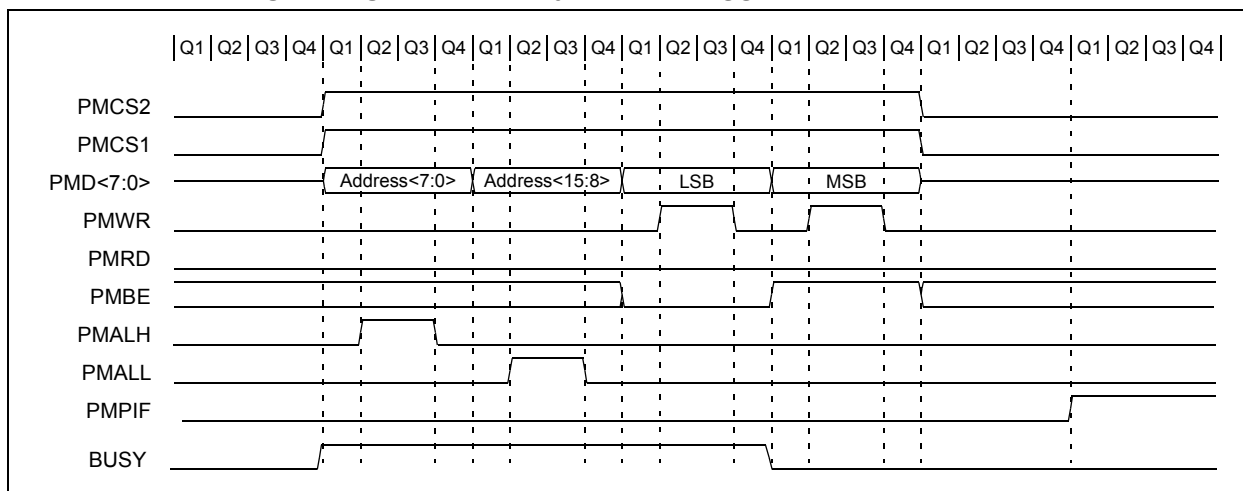 Q1 Q2 Q3 Q4 Q1 Q2 Q3 Q4 Q1 Q2 Q3 Q4 Q1 Q2 Q3 Q4 Q1 Q2 Q3 Q4 Q1 Q2 Q3 Q4 Q1 Q2 Q3 Q4
PMCS2
PMCS1
PMD<7:0> Address<7:0> Address<15:8> LSB MSB
PMWR
PMRD
PMBE
PMALH
PMALL
PMPIF
BUSY